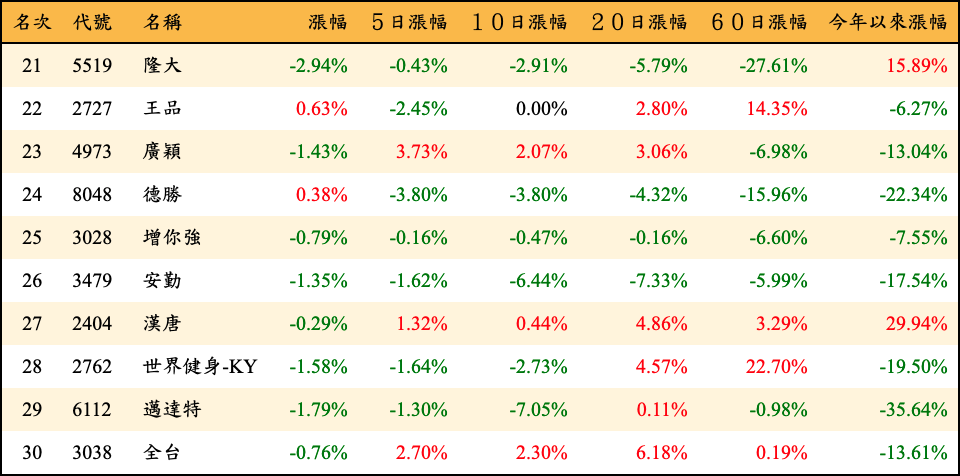 名次 代號 名稱 漲幅 5日漲幅 10日漲幅 20日漲幅 60日漲幅 今年以來漲幅
21 5519 隆大 -2.94% -0.43% -2.91% -5.79% -27.61% 15.89%
22 2727 王品 0.63% -2.45% 0.00% 2.80% 14.35% -6.27%
23 4973 廣穎 -1.43% 3.73% 2.07% 3.06% -6.98% -13.04%
24 8048 德勝 0.38% -3.80% -3.80% -4.32% -15.96% -22.34%
25 3028 增你強 -0.79% -0.16% -0.47% -0.16% -6.60% -7.55%
26 3479 安勤 -1.35% -1.62% -6.44% -7.33% -5.99% -17.54%
27 2404 漢唐 -0.29% 1.32% 0.44% 4.86% 3.29% 29.94%
28 2762 世界健身-KY -1.58% -1.64% -2.73% 4.57% 22.70% -19.50%
29 6112 邁達特 -1.79% -1.30% -7.05% 0.11% -0.98% -35.64%
30 3038 全台 -0.76% 2.70% 2.30% 6.18% 0.19% -13.61%